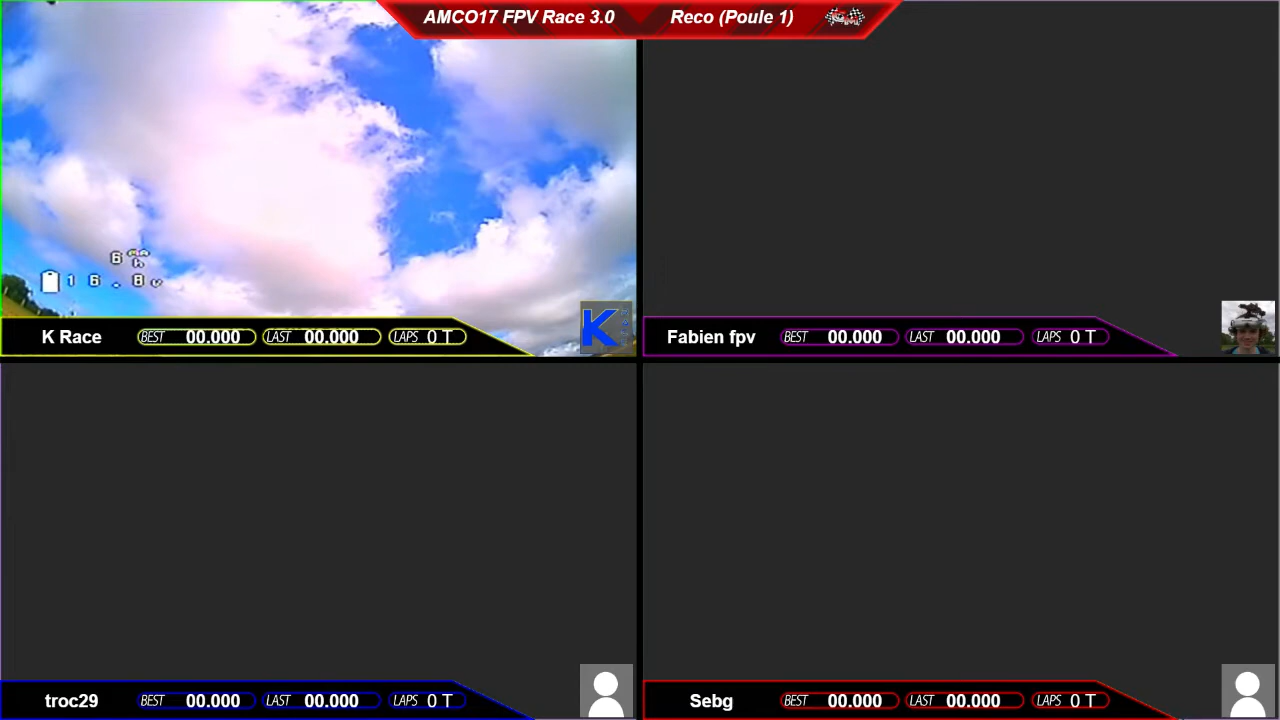 AMCO17 FPV Race 3.0 Reco (Poule 1)
6 mAh
16.8v
K Race BEST 00.000 LAST 00.000 LAPS 0 T
K
Fabien fpv BEST 00.000 LAST 00.000 LAPS 0 T
troc29 BEST 00.000 LAST 00.000 LAPS 0 T
Sebg BEST 00.000 LAST 00.000 LAPS 0 T